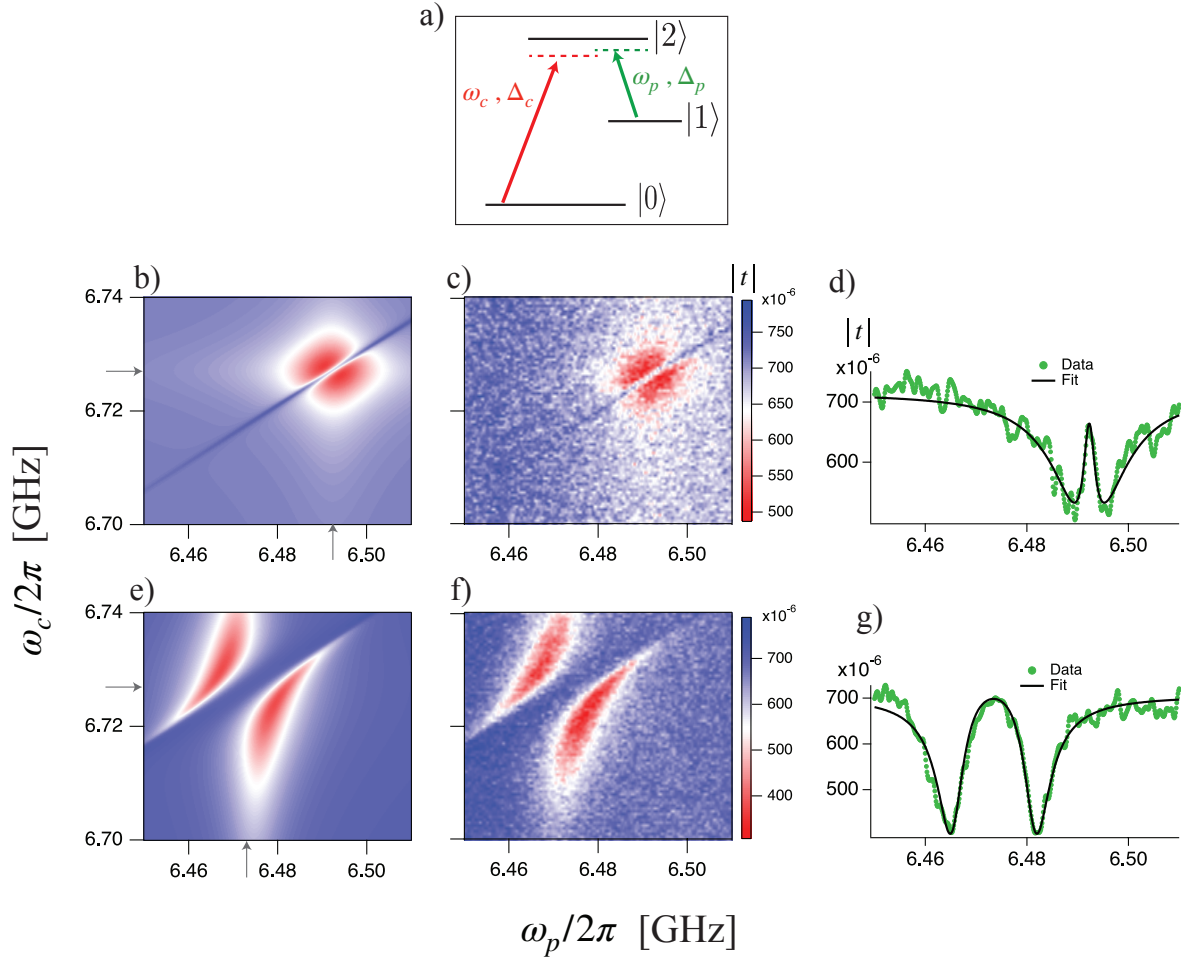 a)
|2⟩
ω_c , Δ_c
ω_p , Δ_p
|1⟩
|0⟩
b)
c)
|t|
d)
6.74
6.72
6.70
6.46
6.48
6.50
6.46
6.48
6.50
x10⁻⁶
750
700
650
600
550
500
|t|
x10⁻⁶
700
600
Data
Fit
6.46
6.48
6.50
e)
f)
g)
6.74
6.72
6.70
6.46
6.48
6.50
6.46
6.48
6.50
x10⁻⁶
700
600
500
400
x10⁻⁶
700
600
500
Data
Fit
6.46
6.48
6.50
ω_c/2π [GHz]
ω_p/2π [GHz]